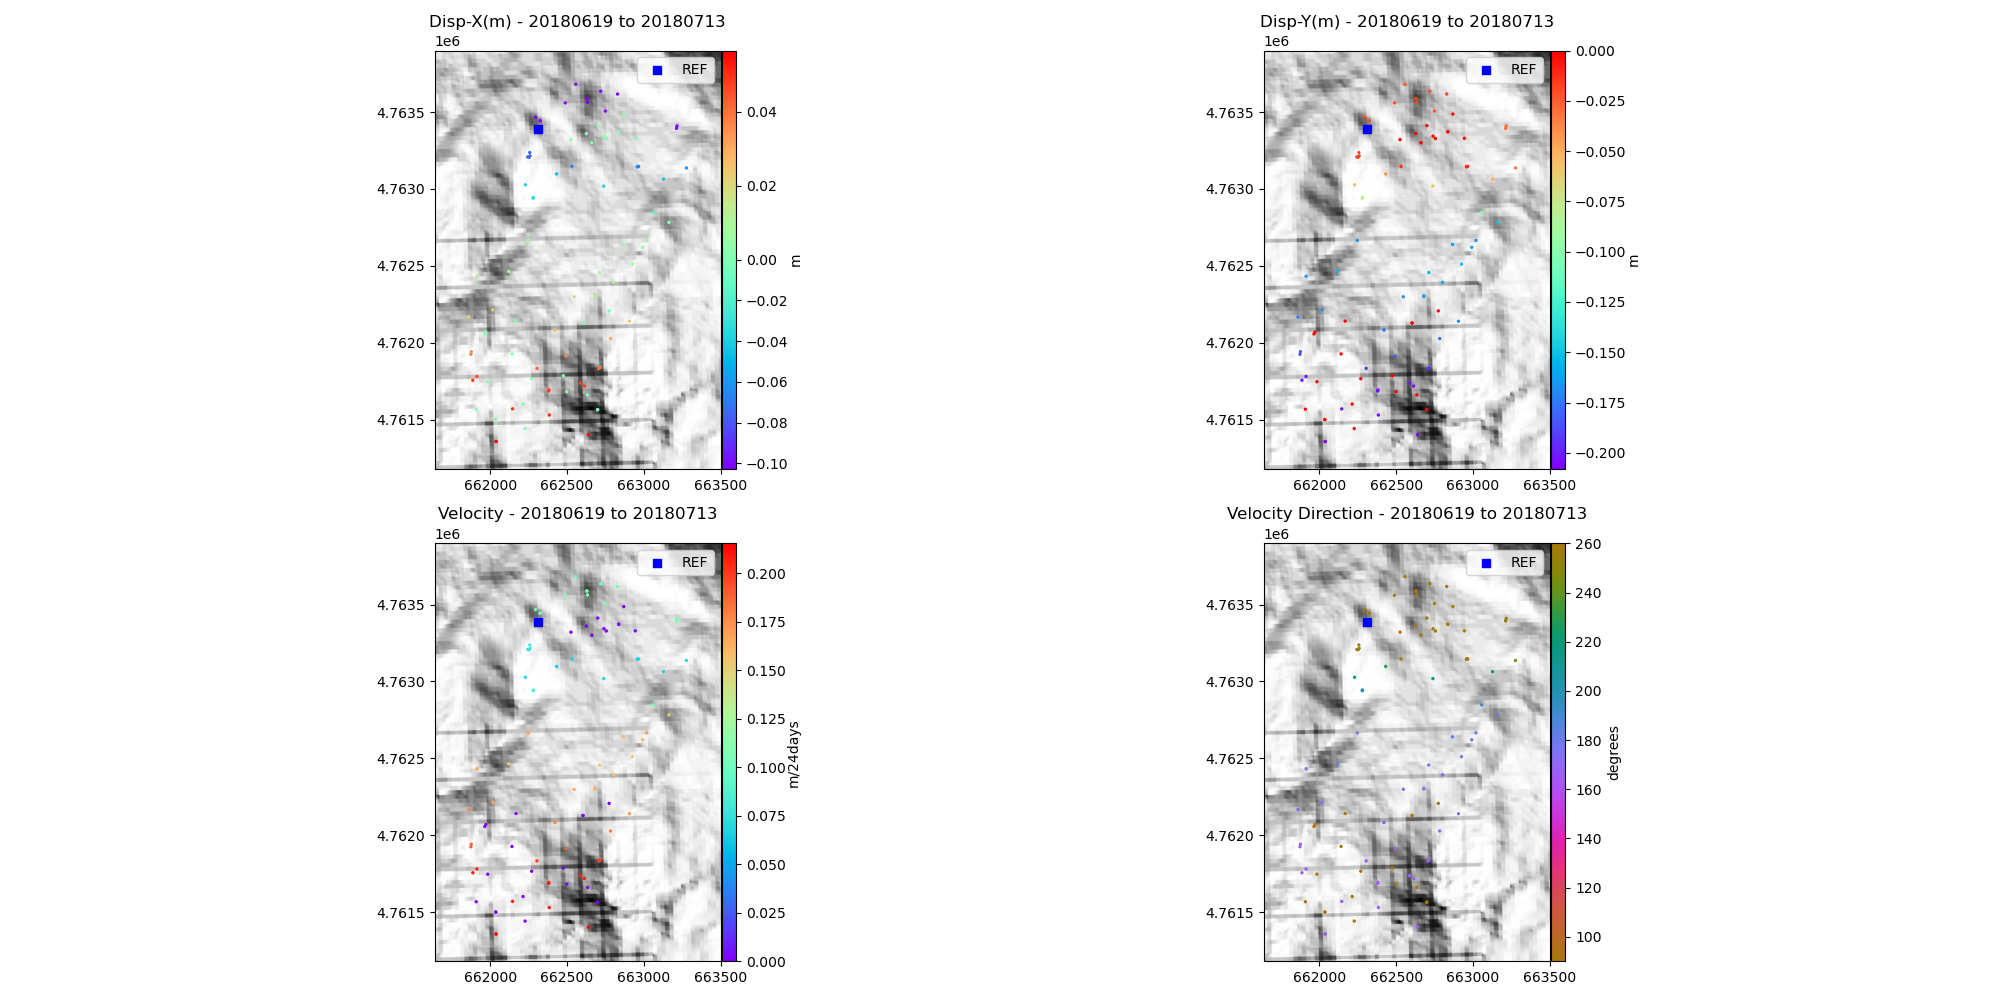 Disp-X(m) - 20180619 to 20180713
1e6
REF
4.7635
4.7630
4.7625
4.7620
4.7615
662000 662500 663000 663500
0.04
0.02
0.00
−0.02
−0.04
−0.06
−0.08
−0.10
m
Disp-Y(m) - 20180619 to 20180713
1e6
REF
4.7635
4.7630
4.7625
4.7620
4.7615
662000 662500 663000 663500
0.000
−0.025
−0.050
−0.075
−0.100
−0.125
−0.150
−0.175
−0.200
m
Velocity - 20180619 to 20180713
1e6
REF
4.7635
4.7630
4.7625
4.7620
4.7615
662000 662500 663000 663500
0.200
0.175
0.150
0.125
0.100
0.075
0.050
0.025
0.000
m/24days
Velocity Direction - 20180619 to 20180713
1e6
REF
4.7635
4.7630
4.7625
4.7620
4.7615
662000 662500 663000 663500
260
240
220
200
180
160
140
120
100
degrees